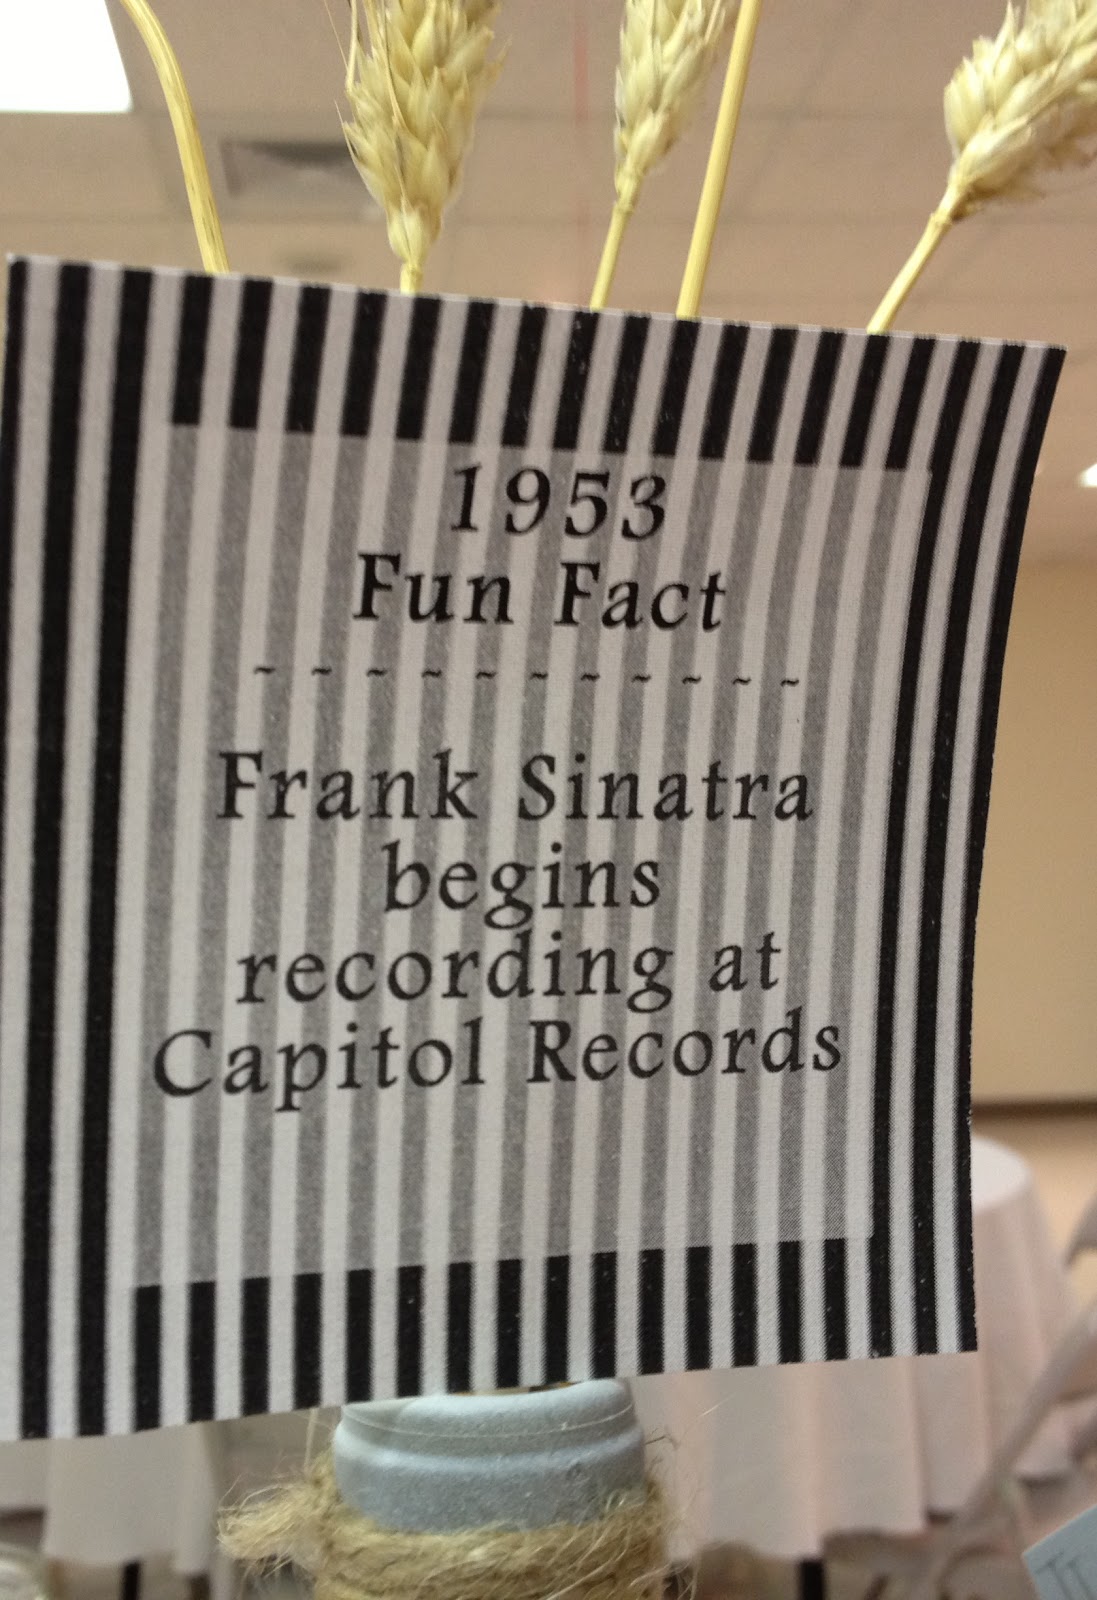 1953
Fun Fact
~ ~ ~ ~ ~ ~ ~ ~ ~ ~ ~
Frank Sinatra
begins
recording at
Capitol Records